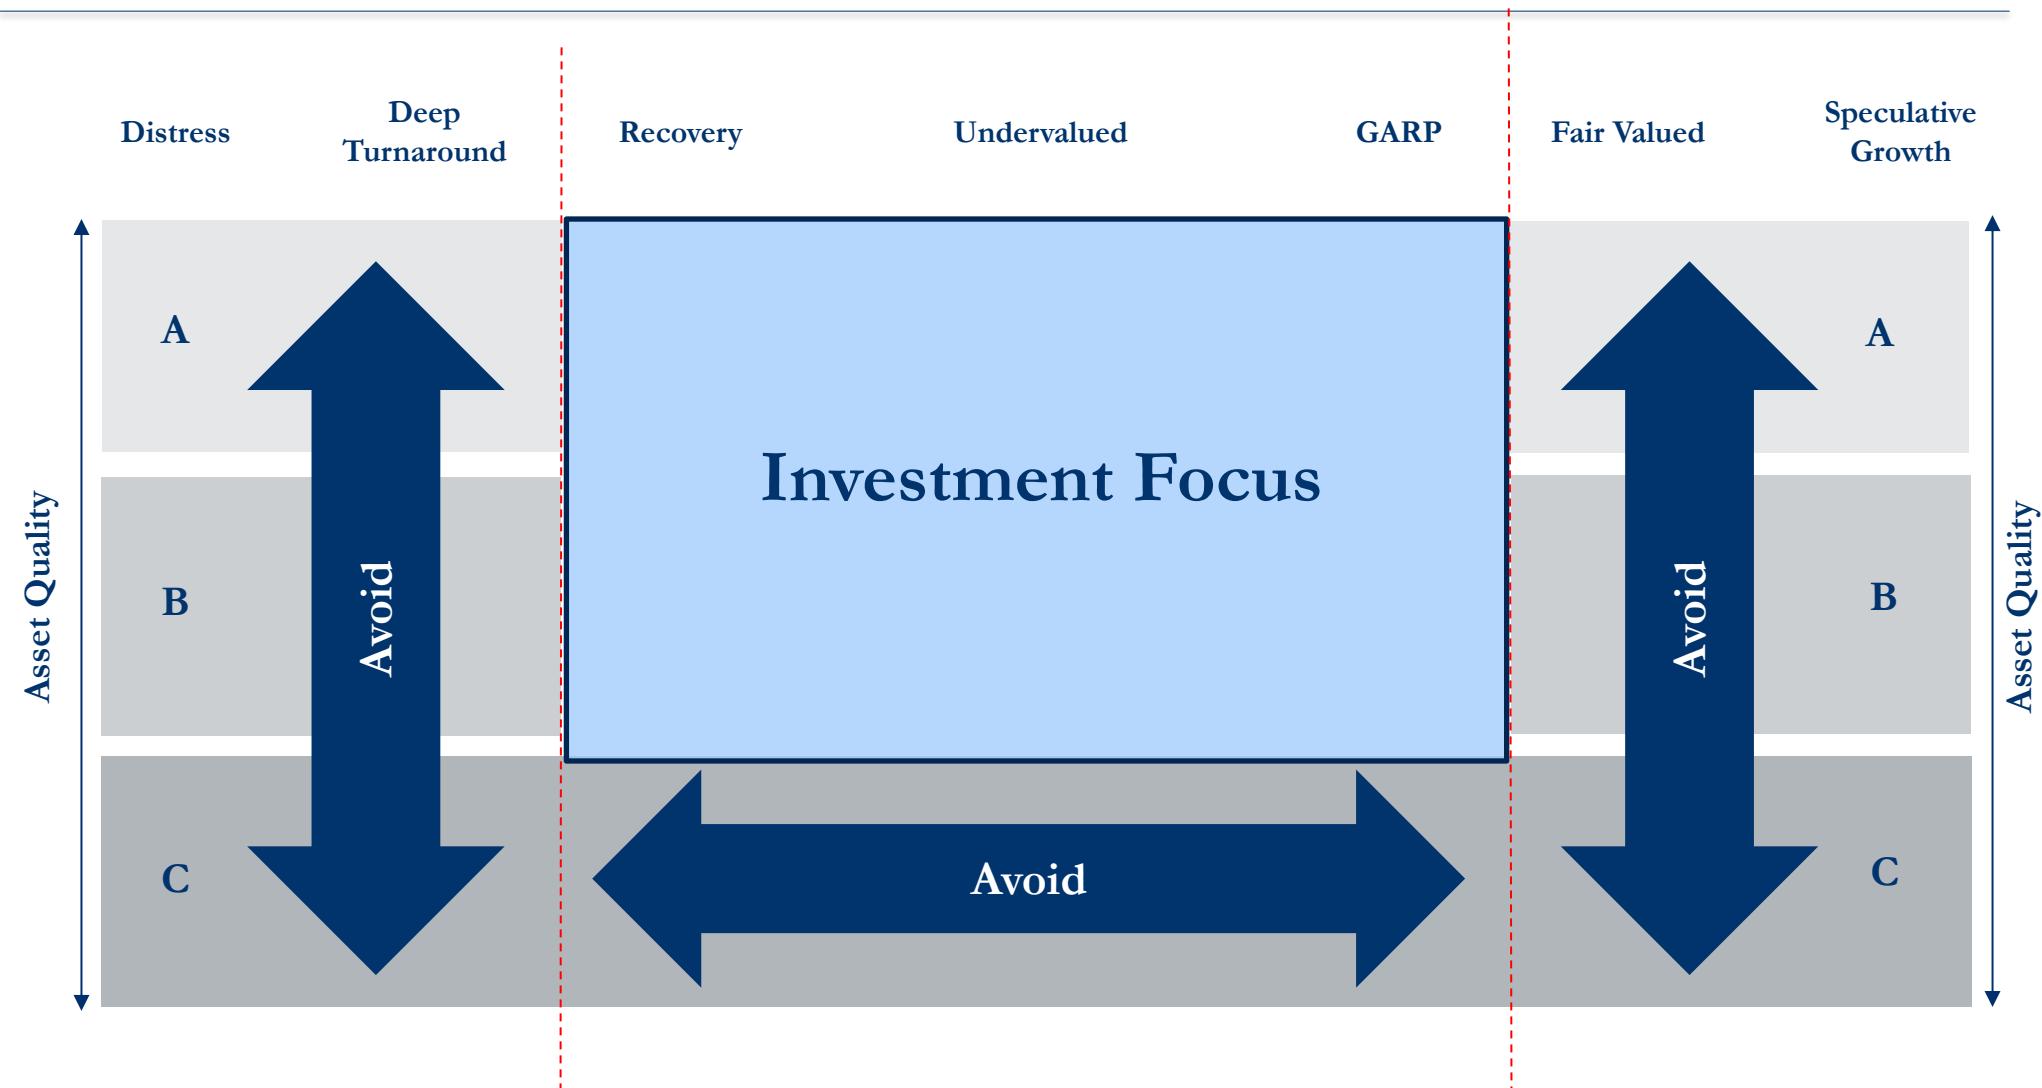 Distress
Deep
Turnaround
Recovery
Undervalued
GARP
Fair Valued
Speculative
Growth
Asset Quality
A
B
C
Avoid
Investment Focus
Avoid
Avoid
A
B
C
Asset Quality